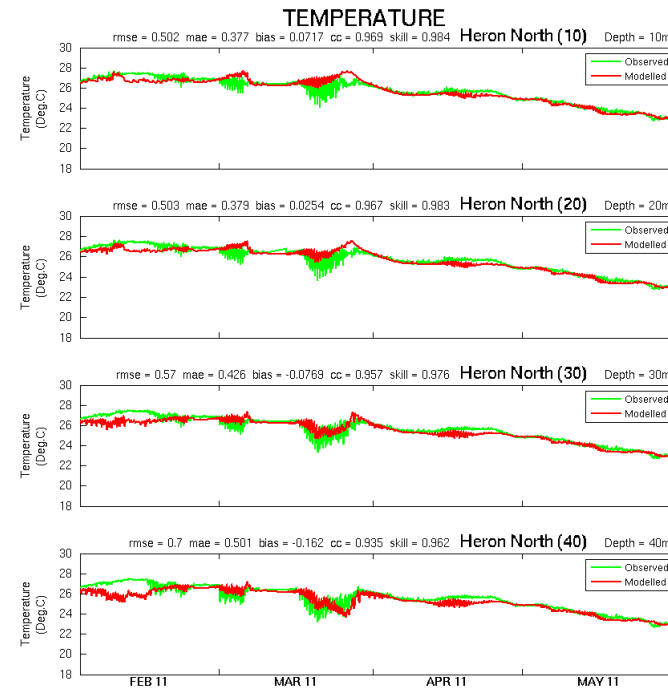 TEMPERATURE
rmse = 0.502 mae = 0.377 bias = 0.0717 cc = 0.969 skill = 0.984 Heron North (10) Depth = 10m
30
28
26
24
22
20
18
Temperature
(Deg.C)
Observed
Modelled
rmse = 0.503 mae = 0.379 bias = 0.0254 cc = 0.967 skill = 0.983 Heron North (20) Depth = 20m
30
28
26
24
22
20
18
Temperature
(Deg.C)
Observed
Modelled
rmse = 0.57 mae = 0.426 bias = -0.0769 cc = 0.957 skill = 0.976 Heron North (30) Depth = 30m
30
28
26
24
22
20
18
Temperature
(Deg.C)
Observed
Modelled
rmse = 0.7 mae = 0.501 bias = -0.162 cc = 0.935 skill = 0.962 Heron North (40) Depth = 40m
30
28
26
24
22
20
18
Temperature
(Deg.C)
Observed
Modelled
FEB 11 MAR 11 APR 11 MAY 11